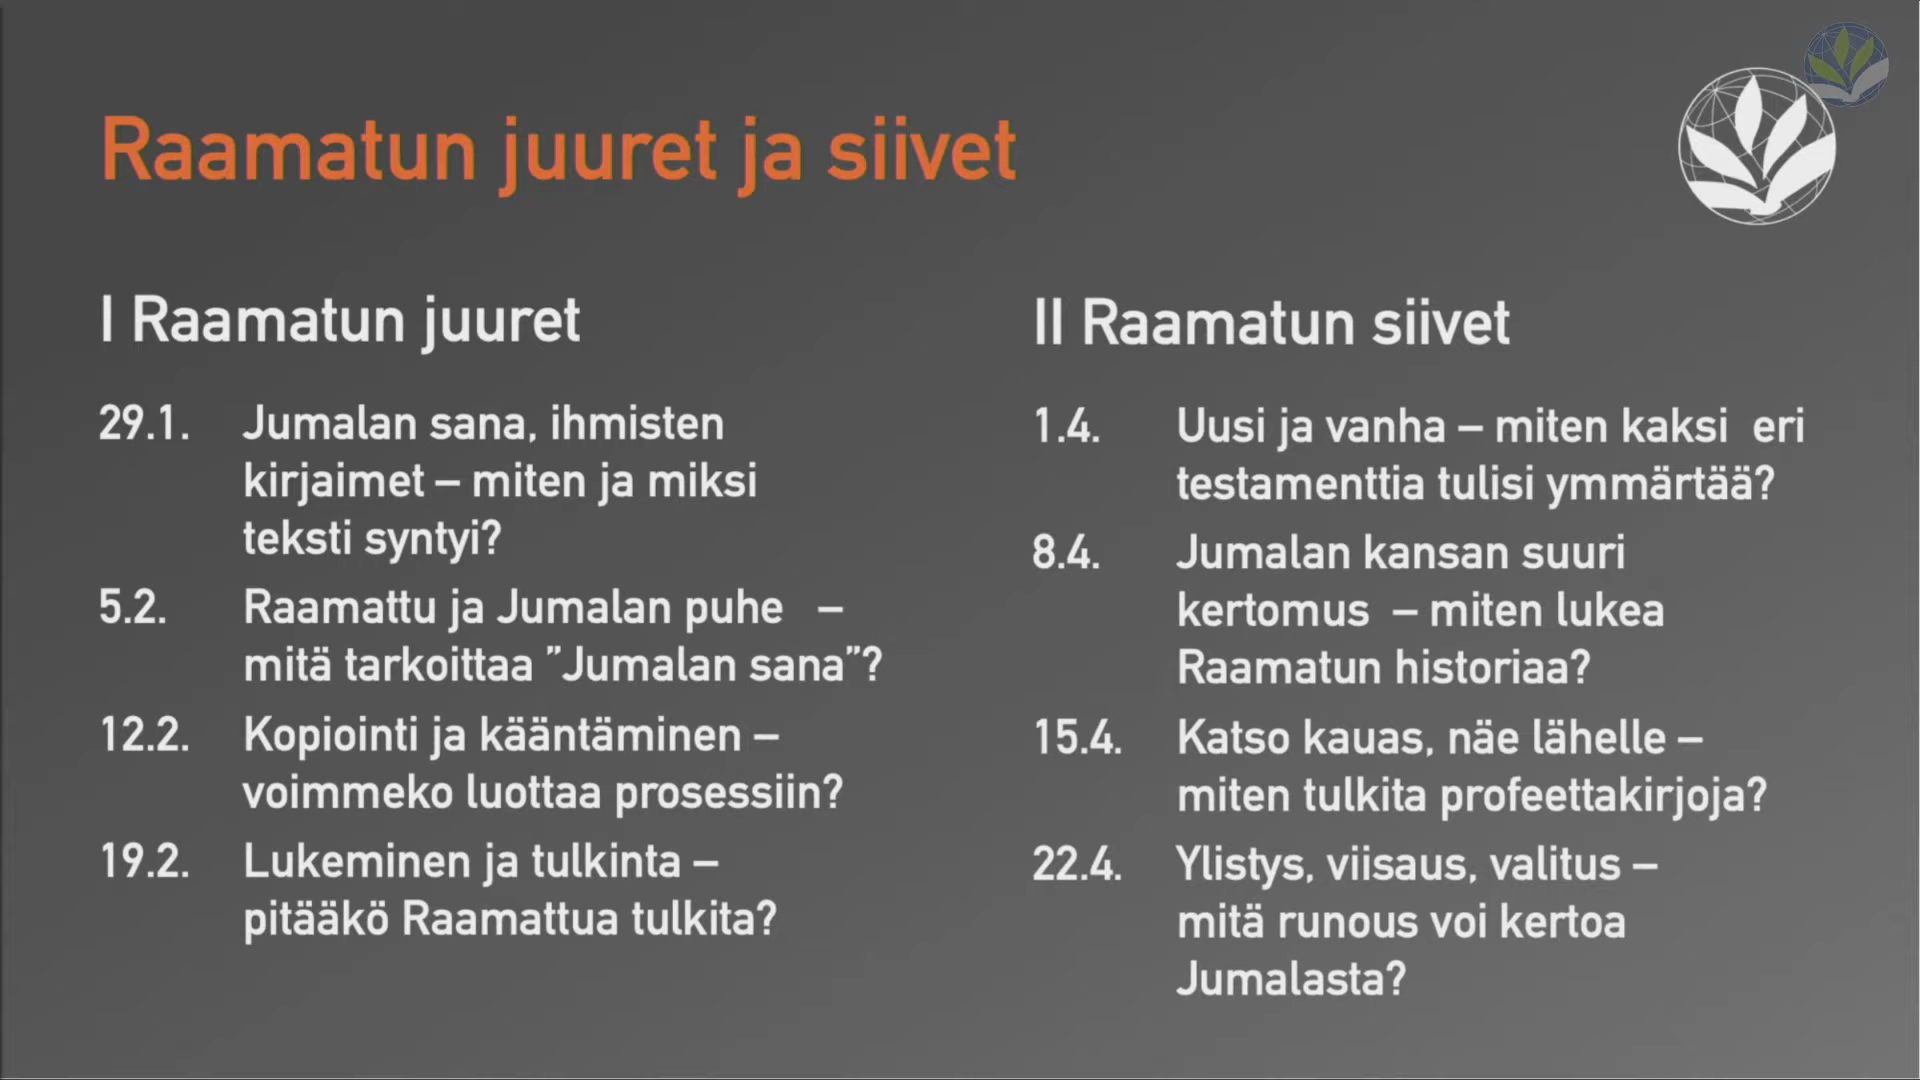 Raamatun juuret ja siivet
I Raamatun juuret
29.1. Jumalan sana, ihmisten
kirjaimet – miten ja miksi
teksti syntyi?
5.2. Raamattu ja Jumalan puhe –
mitä tarkoittaa ”Jumalan sana”?
12.2. Kopiointi ja kääntäminen –
voimmeko luottaa prosessiin?
19.2. Lukeminen ja tulkinta –
pitääkö Raamattua tulkita?
II Raamatun siivet
1.4. Uusi ja vanha – miten kaksi eri
testamenttia tulisi ymmärtää?
8.4. Jumalan kansan suuri
kertomus – miten lukea
Raamatun historiaa?
15.4. Katso kauas, näe lähelle –
miten tulkita profeettakirjoja?
22.4. Ylistys, viisaus, valitus –
mitä runous voi kertoa
Jumalasta?